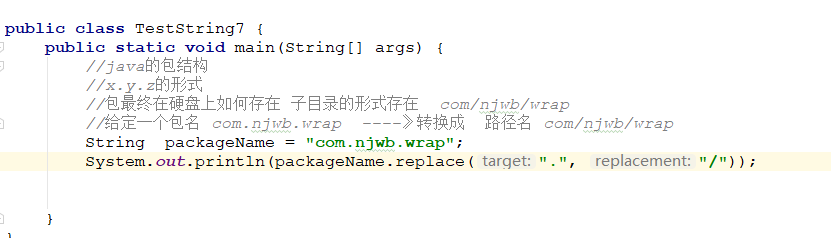 public class TestString7 {
public static void main(String[] args) {
//java的包结构
//x.y.z的形式
//包最终在硬盘上如何存在 子目录的形式存在 com/njwb/wrap
//给定一个包名 com.njwb.wrap ----》转换成 路径名 com/njwb/wrap
String packageName = "com.njwb.wrap";
System.out.println(packageName.replace( target: ".", replacement: "/"));
}
}